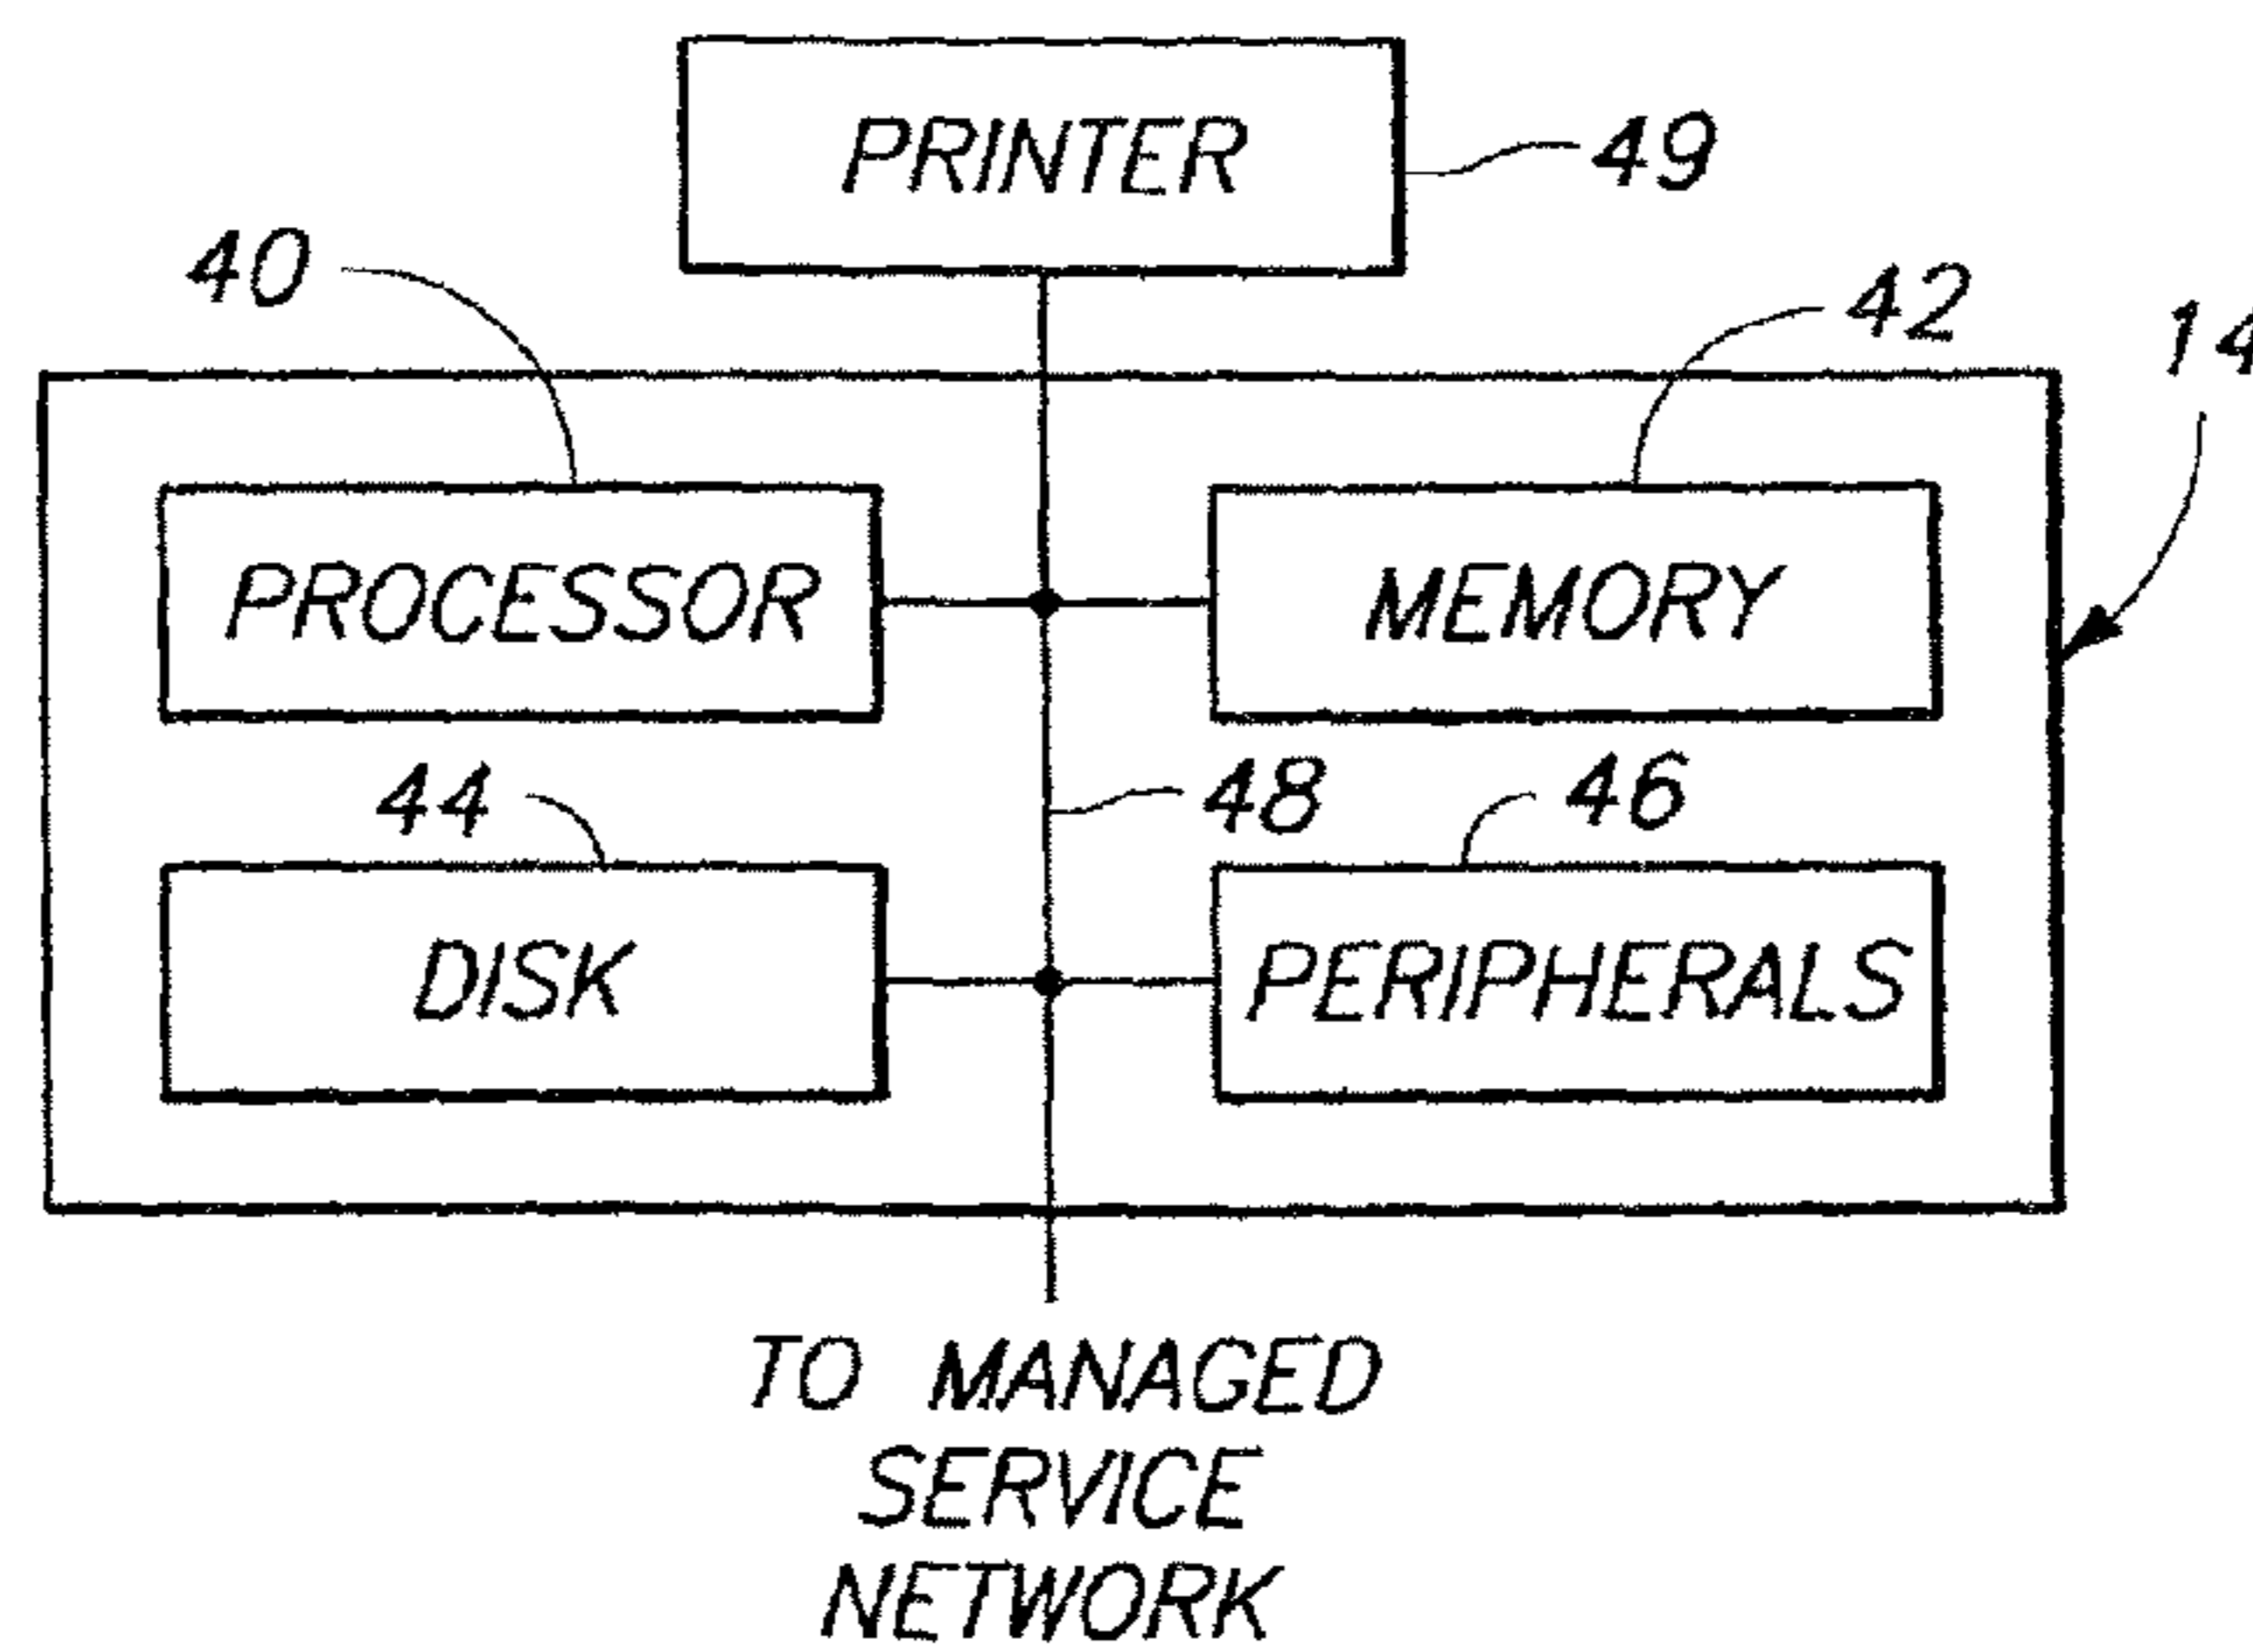 PRINTER
49
40
42
14
PROCESSOR
MEMORY
44
48
46
DISK
PERIPHERALS
TO MANAGED
SERVICE
NETWORK